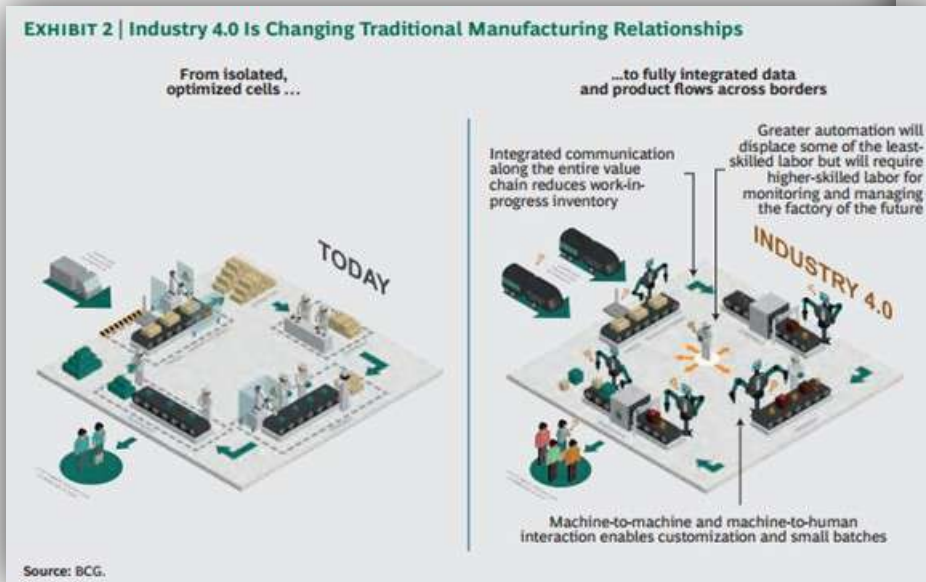 EXHIBIT 2 | Industry 4.0 Is Changing Traditional Manufacturing Relationships
From isolated,
optimized cells ...
...to fully integrated data
and product flows across borders
Integrated communication
along the entire value
chain reduces work-in-
progress inventory
Greater automation will
displace some of the least-
skilled labor but will require
higher-skilled labor for
monitoring and managing
the factory of the future
TODAY
INDUSTRY 4.0
Machine-to-machine and machine-to-human
interaction enables customization and small batches
Source: BCG.